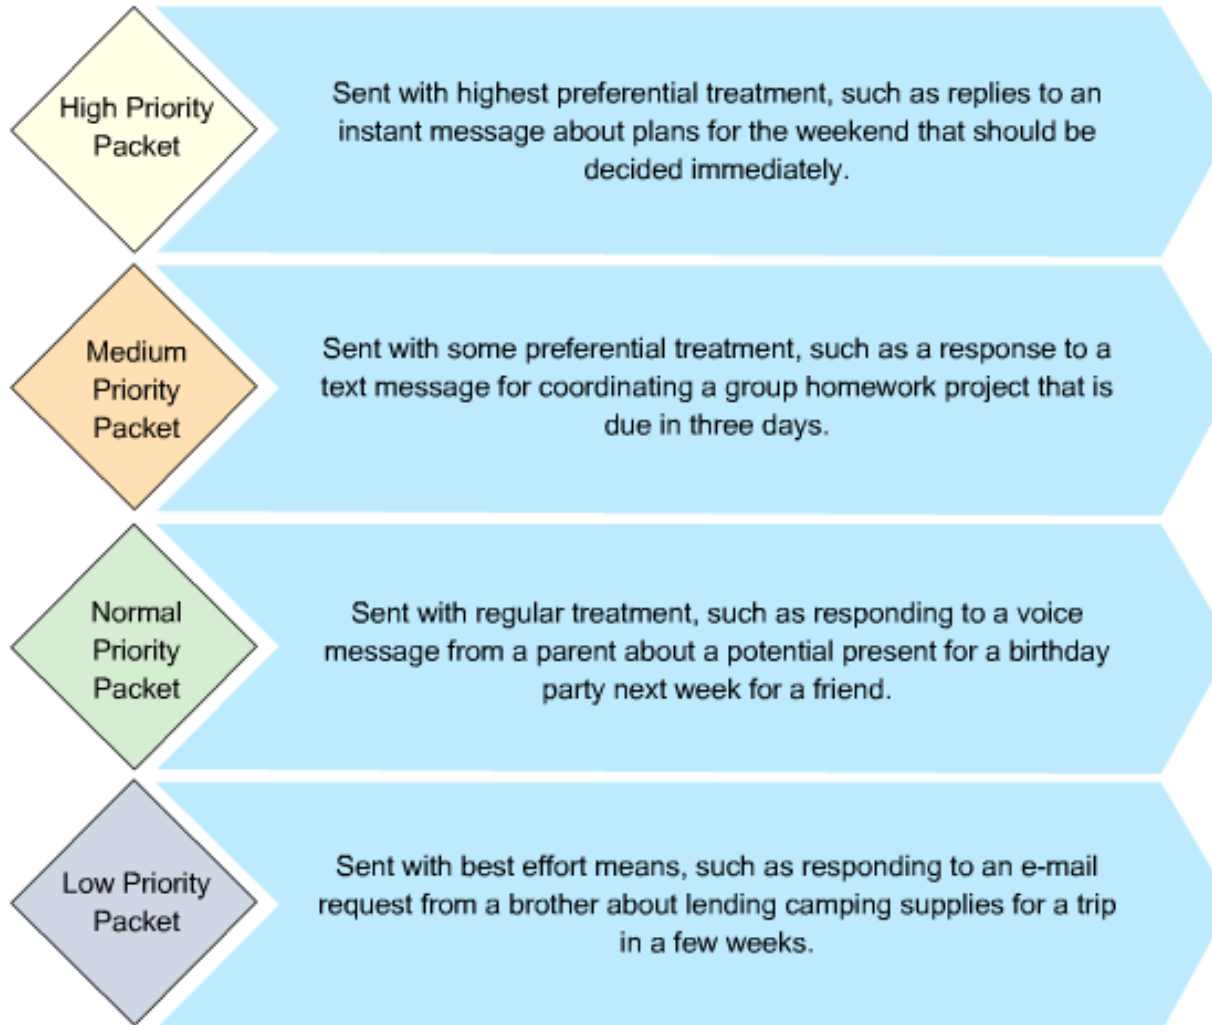 High Priority
Packet
Sent with highest preferential treatment, such as replies to an
instant message about plans for the weekend that should be
decided immediately.
Medium
Priority
Packet
Sent with some preferential treatment, such as a response to a
text message for coordinating a group homework project that is
due in three days.
Normal
Priority
Packet
Sent with regular treatment, such as responding to a voice
message from a parent about a potential present for a birthday
party next week for a friend.
Low Priority
Packet
Sent with best effort means, such as responding to an e-mail
request from a brother about lending camping supplies for a trip
in a few weeks.